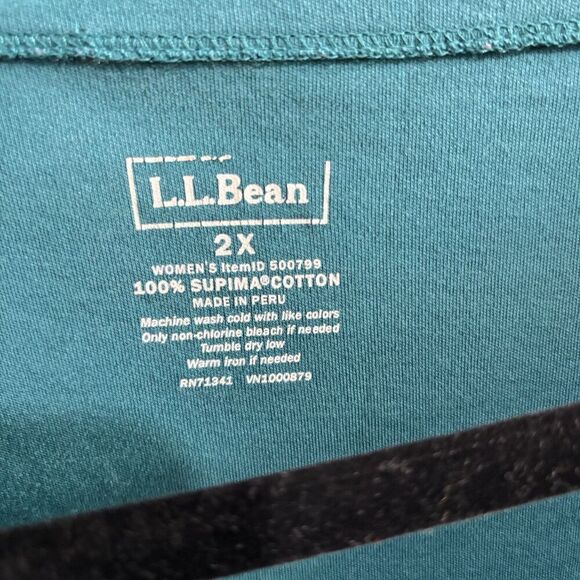 L.L.Bean
2X
WOMEN'S ItemID 500799
100% SUPIMA®COTTON
MADE IN PERU
Machine wash cold with like colors
Only non-chlorine bleach if needed
Tumble dry low
Warm iron if needed
RN71341 VN1000879